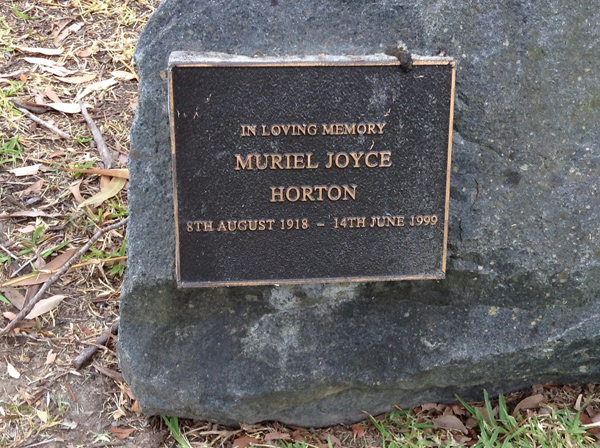 IN LOVING MEMORY
MURIEL JOYCE
HORTON
8TH AUGUST 1918 – 14TH JUNE 1999